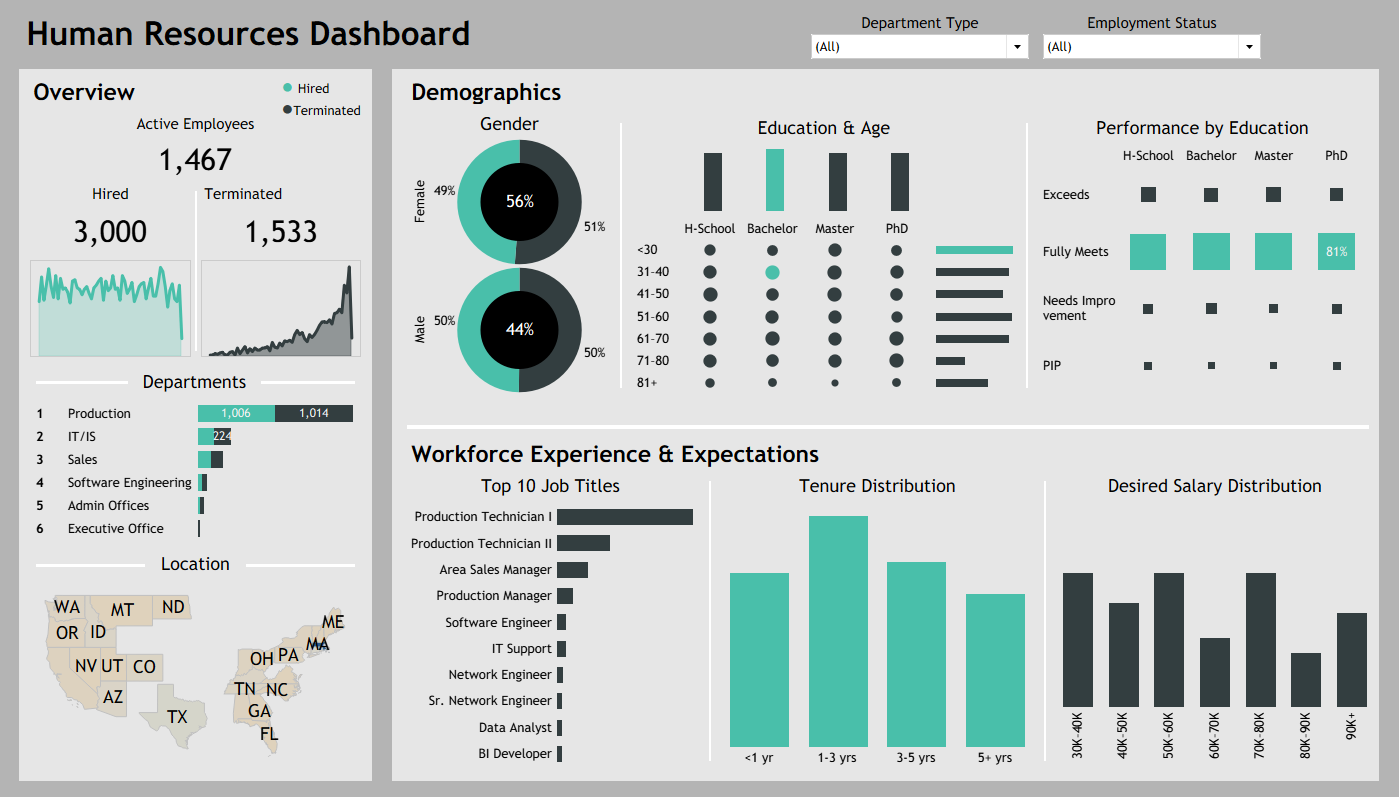 Human Resources Dashboard
Department Type
(All)
Employment Status
(All)
Overview
Hired
Terminated
Active Employees
1,467
Hired
3,000
Terminated
1,533
Departments
1 Production 1,006 1,014
2 IT/IS 224
3 Sales
4 Software Engineering
5 Admin Offices
6 Executive Office
Location
WA MT ND
OR ID
NV UT CO
AZ
TX
ME
MA
OH PA
TN NC
GA
FL
Demographics
Gender
Female
49%
56%
51%
Male
50%
44%
50%
Education & Age
H-School Bachelor Master PhD
<30
31-40
41-50
51-60
61-70
71-80
81+
Performance by Education
H-School Bachelor Master PhD
Exceeds
Fully Meets 81%
Needs Impro
vement
PIP
Workforce Experience & Expectations
Top 10 Job Titles
Production Technician I
Production Technician II
Area Sales Manager
Production Manager
Software Engineer
IT Support
Network Engineer
Sr. Network Engineer
Data Analyst
BI Developer
Tenure Distribution
<1 yr 1-3 yrs 3-5 yrs 5+ yrs
Desired Salary Distribution
30K-40K 40K-50K 50K-60K 60K-70K 70K-80K 80K-90K 90K+